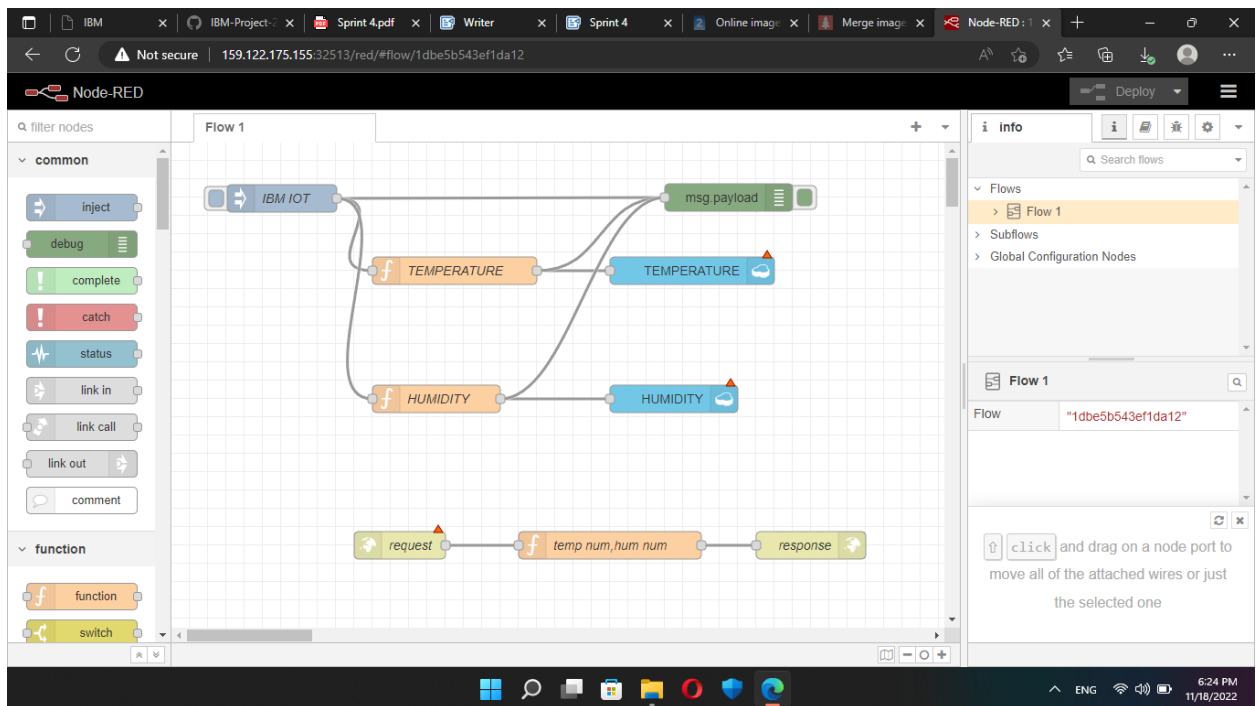 IBM
IBM-Project-2
Sprint 4.pdf
Writer
Sprint 4
Online image
Merge image
Node-RED : 1
Not secure
159.122.175.155:32513/red/#flow/1dbe5b543ef1da12
Node-RED
Deploy
filter nodes
Flow 1
info
common
Search flows
inject
IBM IOT
msg.payload
Flows
Flow 1
debug
Subflows
TEMPERATURE
TEMPERATURE
Global Configuration Nodes
complete
catch
status
Flow 1
link in
HUMIDITY
HUMIDITY
Flow
"1dbe5b543ef1da12"
link call
link out
comment
function
request
temp num,hum num
response
click and drag on a node port to
move all of the attached wires or just
the selected one
function
switch
ENG
6:24 PM
11/18/2022